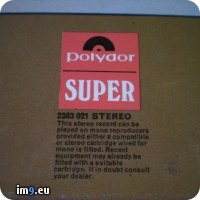 polydor
SUPER
2383 021 STEREO
This stereo record can be
played on mono reproducers
provided either a compatible
or stereo cartridge wired for
mono is fitted. Recent
equipment may already be
fitted with a suitable
cartridge. if in doubt consult
your dealer.
im9.eu